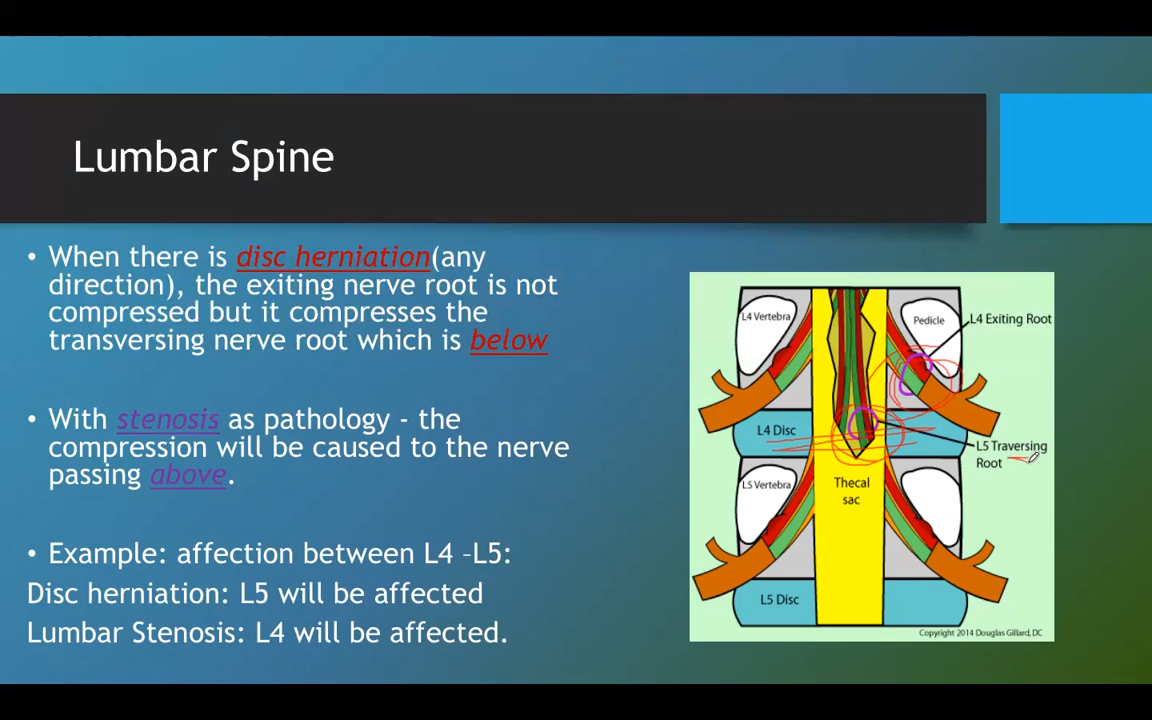 Lumbar Spine
• When there is disc herniation(any
direction), the exiting nerve root is not
compressed but it compresses the
transversing nerve root which is below
• With stenosis as pathology - the
compression will be caused to the nerve
passing above.
• Example: affection between L4 –L5:
Disc herniation: L5 will be affected
Lumbar Stenosis: L4 will be affected.
L4 Vertebra
Pedicle
L4 Exiting Root
L4 Disc
L5 Traversing
Root
L5 Vertebra
Thecal
sac
L5 Disc
Copyright 2014 Douglas Gillard, DC